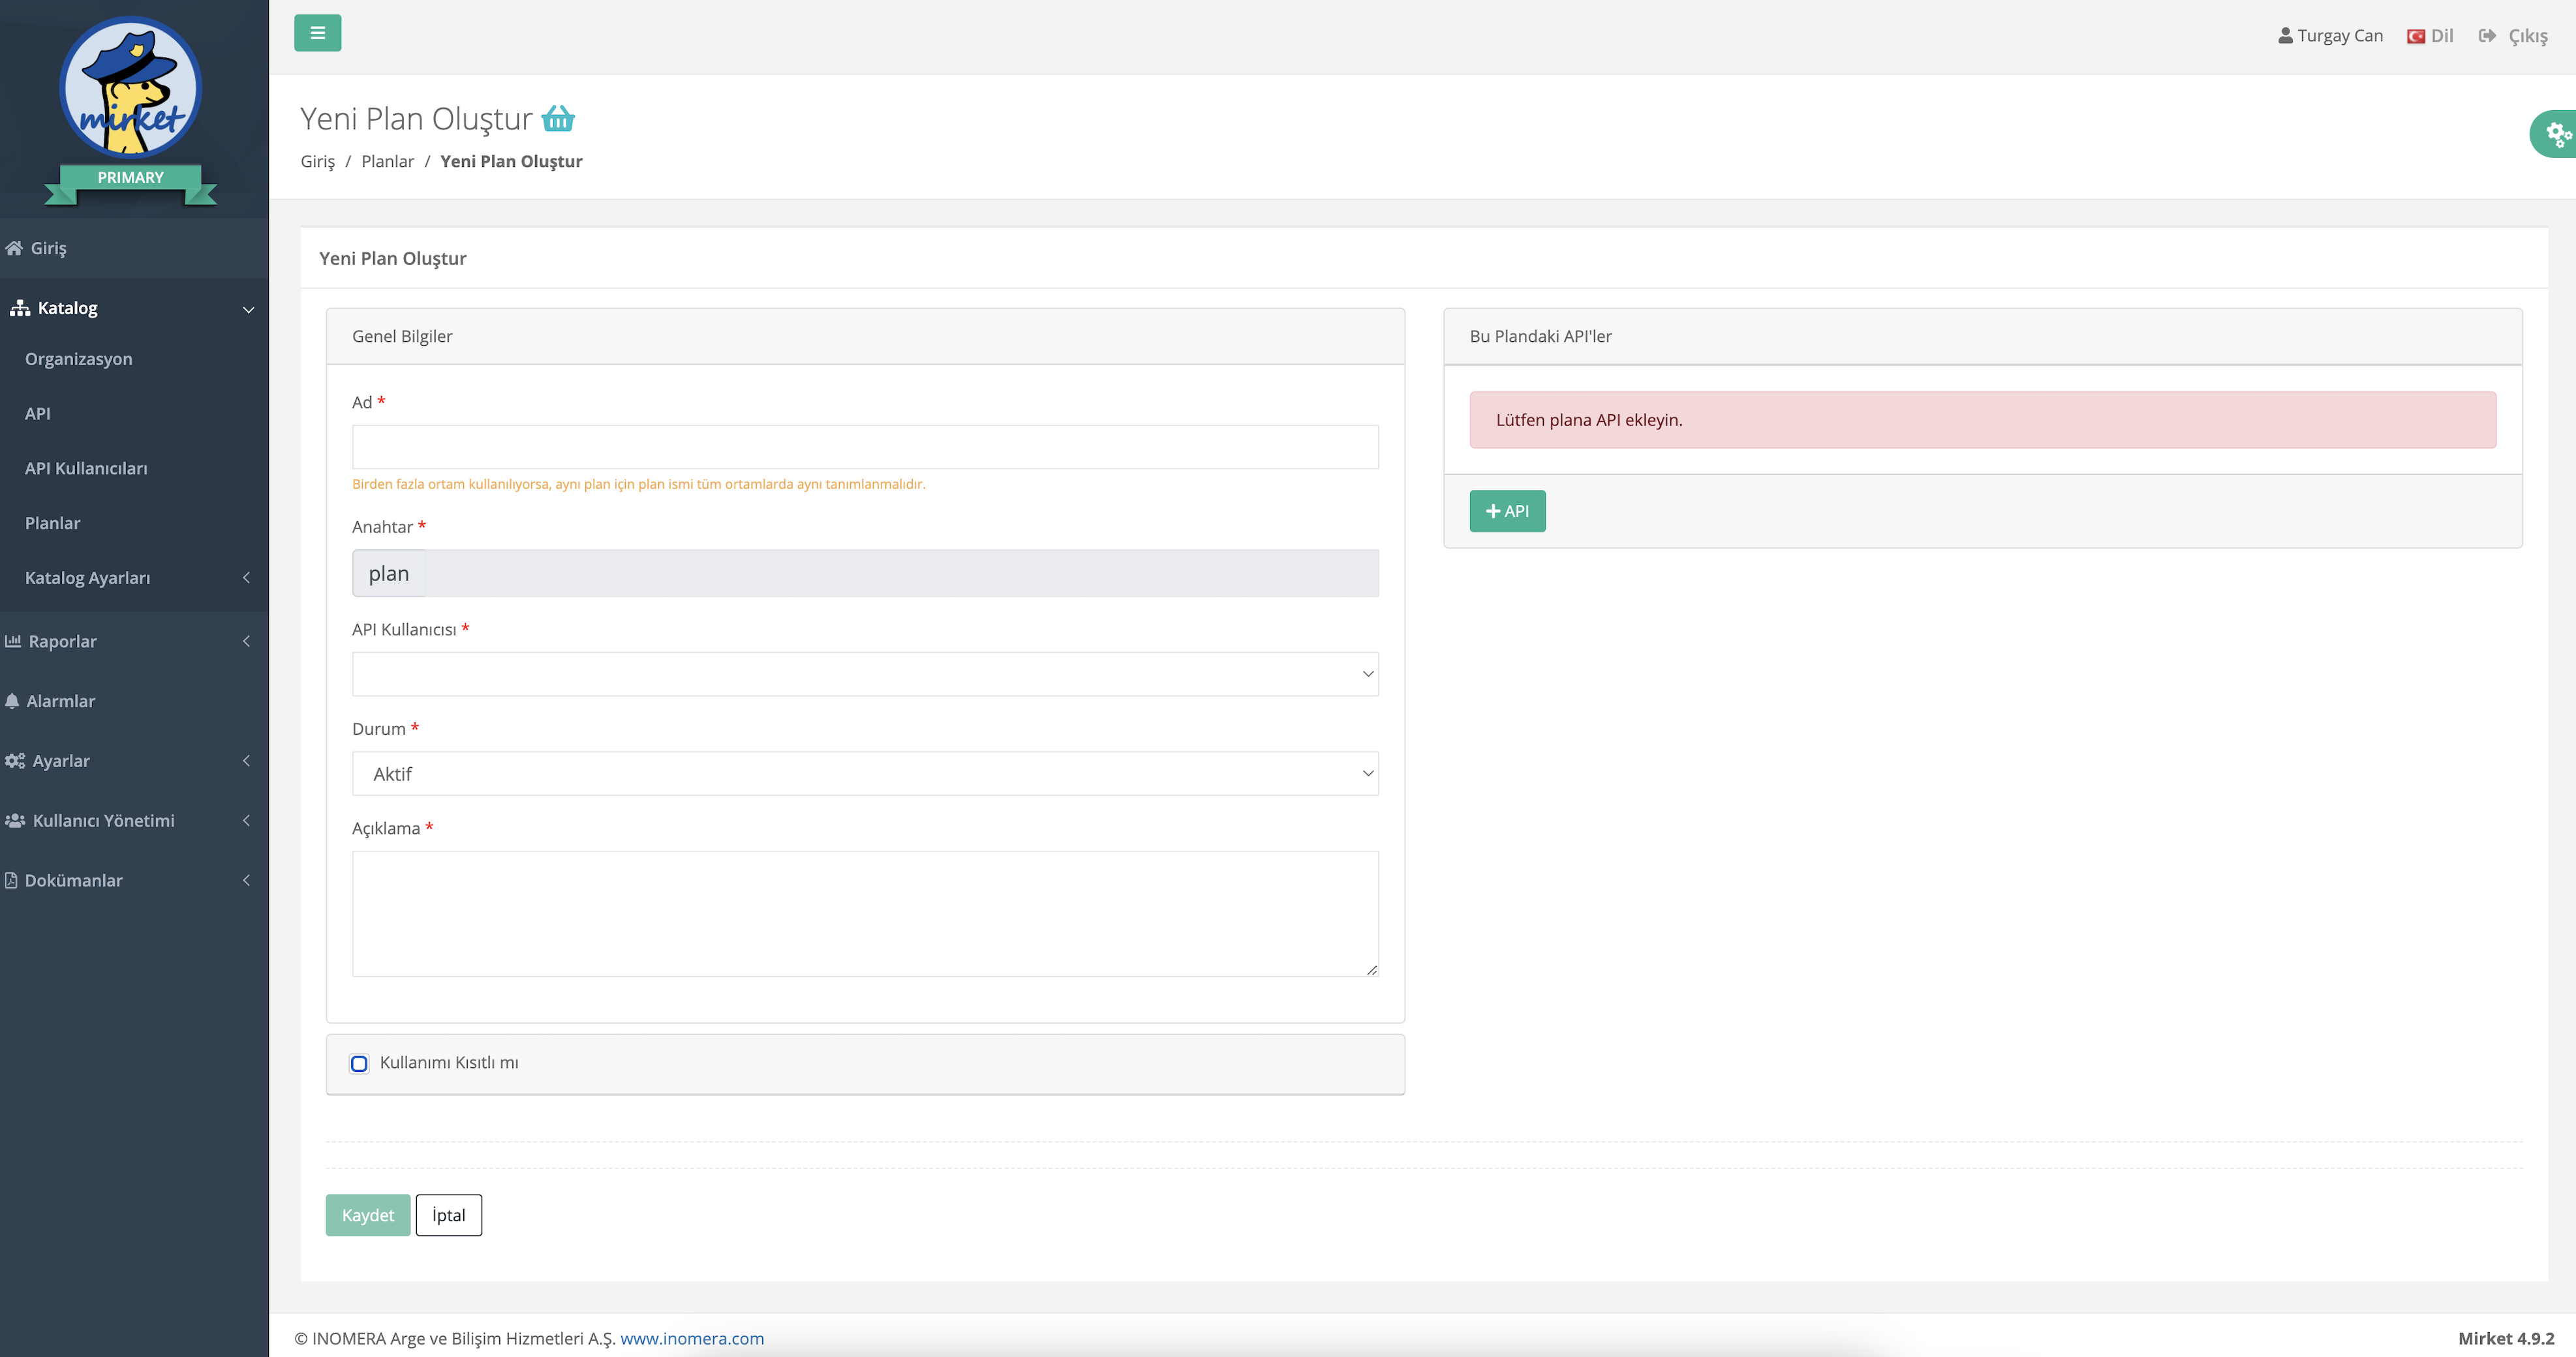 mirket
PRIMARY
Giriş
Katalog
Organizasyon
API
API Kullanıcıları
Planlar
Katalog Ayarları
Raporlar
Alarmlar
Ayarlar
Kullanıcı Yönetimi
Dokümanlar
Turgay Can Dil Çıkış
Yeni Plan Oluştur
Giriş / Planlar / Yeni Plan Oluştur
Yeni Plan Oluştur
Genel Bilgiler
Ad *
Birden fazla ortam kullanılıyorsa, aynı plan için plan ismi tüm ortamlarda aynı tanımlanmalıdır.
Anahtar *
plan
API Kullanıcısı *
Durum *
Aktif
Açıklama *
Kullanımı Kısıtlı mı
Bu Plandaki API'ler
Lütfen plana API ekleyin.
API
Kaydet İptal
© INOMERA Arge ve Bilişim Hizmetleri A.Ş. www.inomera.com
Mirket 4.9.2